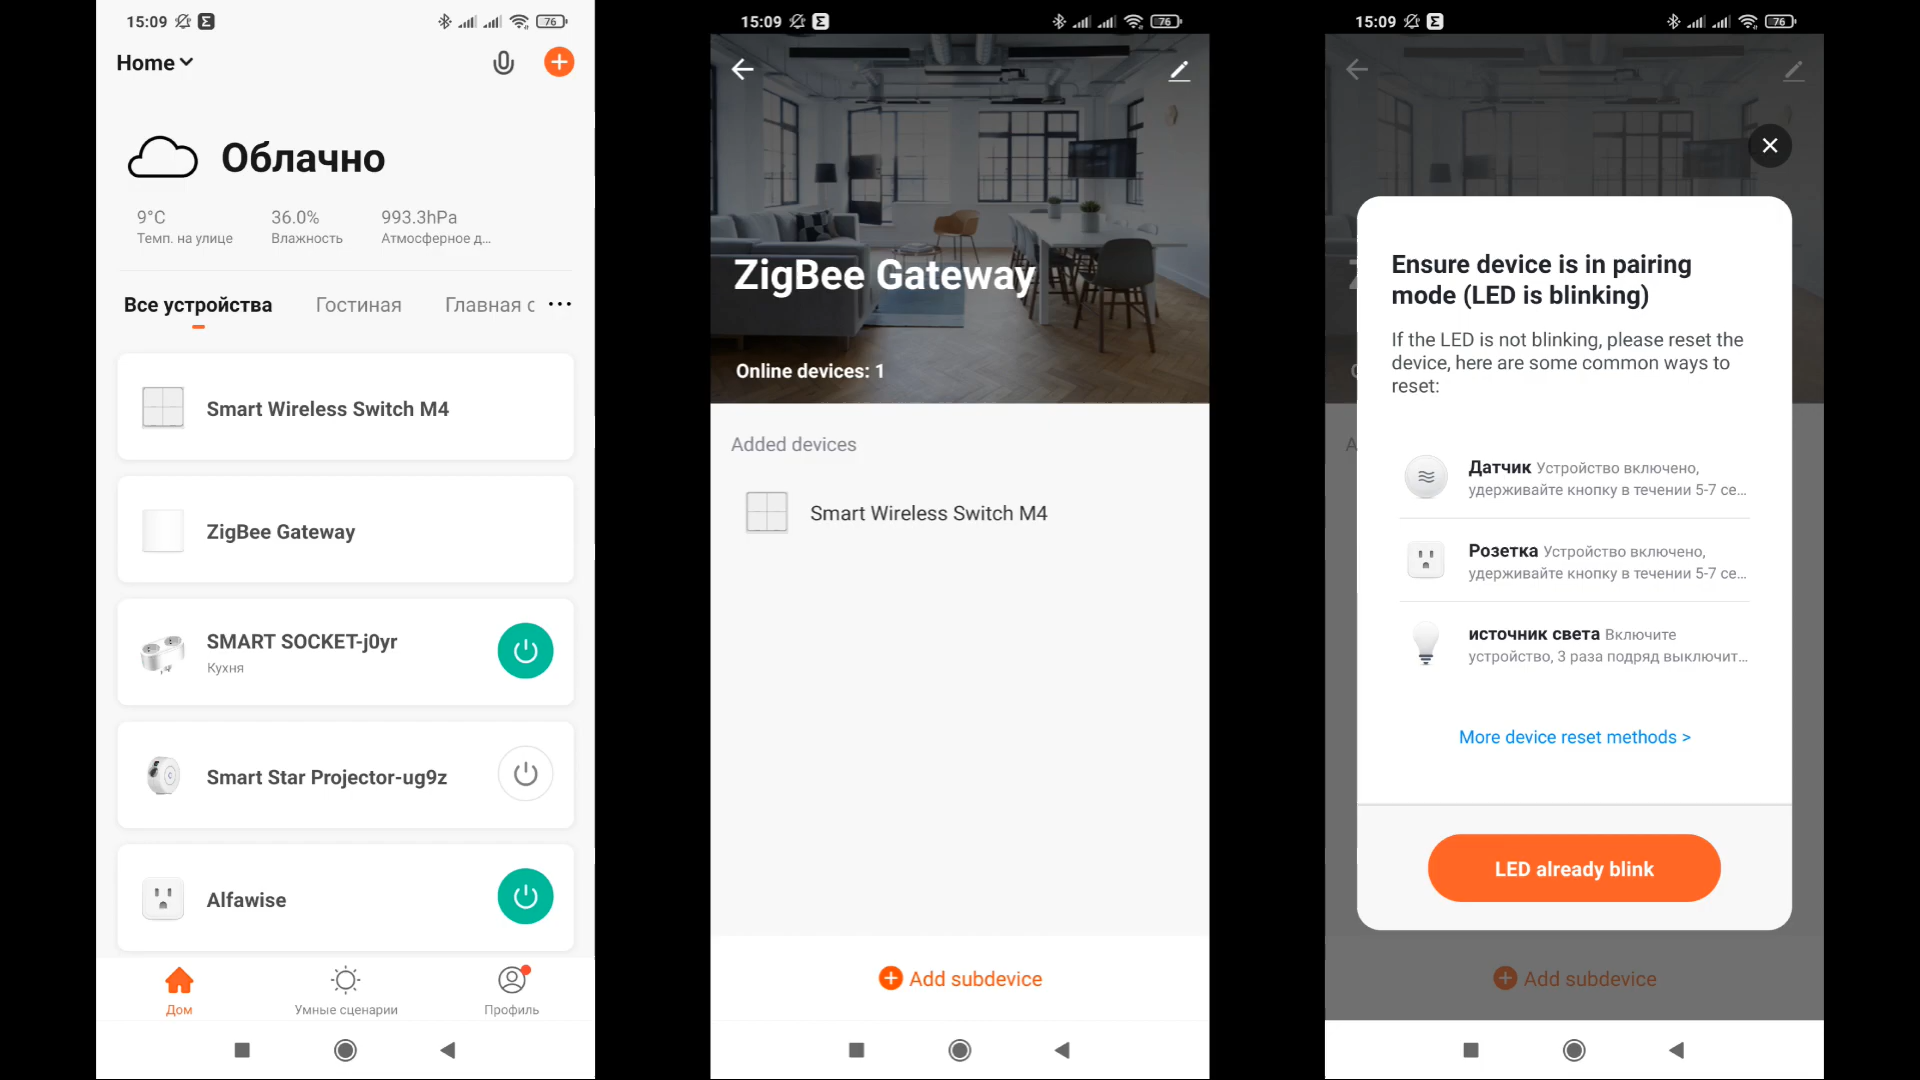 15:09
76
Home
Облачно
9°C
36.0%
993.3hPa
Темп. на улице
Влажность
Атмосферное д...
Все устройства
Гостиная
Главная с
Smart Wireless Switch M4
ZigBee Gateway
SMART SOCKET-j0yr
Кухня
Smart Star Projector-ug9z
Alfawise
Дом
Умные сценарии
Профиль
15:09
76
ZigBee Gateway
Online devices: 1
Added devices
Smart Wireless Switch M4
Add subdevice
15:09
76
Ensure device is in pairing
mode (LED is blinking)
If the LED is not blinking, please reset the
device, here are some common ways to
reset:
Датчик Устройство включено,
удерживайте кнопку в течении 5-7 се...
Розетка Устройство включено,
удерживайте кнопку в течении 5-7 се...
источник света Включите
устройство, 3 раза подряд выключит...
More device reset methods >
LED already blink
Add subdevice